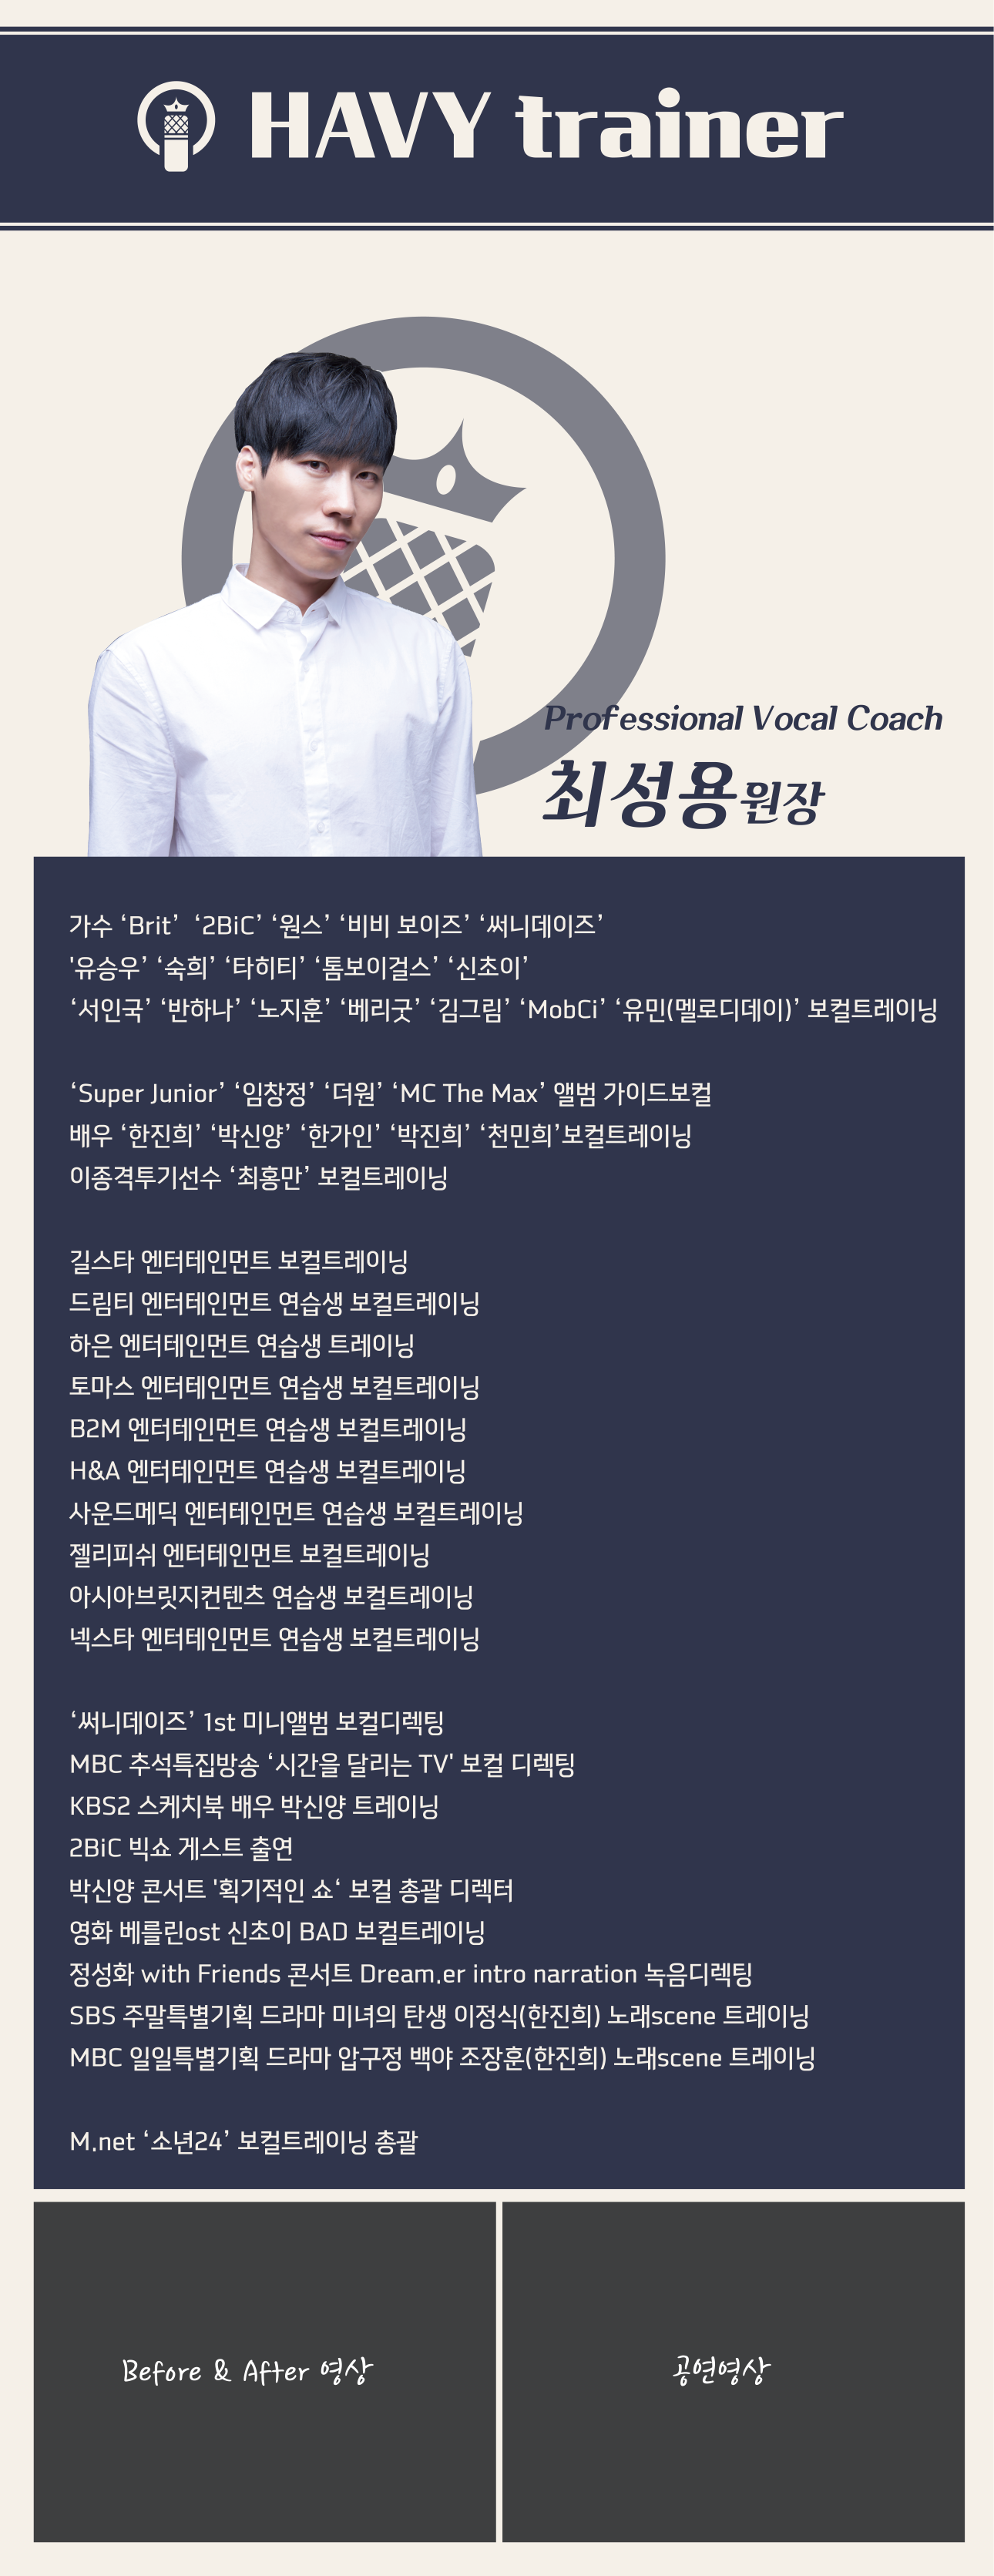 HAVY trainer
Professional Vocal Coach
최성용 원장
가수 ‘Brit’ ‘2BiC’ ‘원스’ ‘비비 보이즈’ ‘써니데이즈’
'유승우’ ‘숙희’ ‘타히티’ ‘톰보이걸스’ ‘신초이’
‘서인국’ ‘반하나’ ‘노지훈’ ‘베리굿’ ‘김그림’ ‘MobCi’ ‘유민(멜로디데이)’ 보컬트레이닝
‘Super Junior’ ‘임창정’ ‘더원’ ‘MC The Max’ 앨범 가이드보컬
배우 ‘한진희’ ‘박신양’ ‘한가인’ ‘박진희’ ‘천민희’보컬트레이닝
이종격투기선수 ‘최홍만’ 보컬트레이닝
길스타 엔터테인먼트 보컬트레이닝
드림티 엔터테인먼트 연습생 보컬트레이닝
하은 엔터테인먼트 연습생 트레이닝
토마스 엔터테인먼트 연습생 보컬트레이닝
B2M 엔터테인먼트 연습생 보컬트레이닝
H&A 엔터테인먼트 연습생 보컬트레이닝
사운드메딕 엔터테인먼트 연습생 보컬트레이닝
젤리피쉬 엔터테인먼트 보컬트레이닝
아시아브릿지컨텐츠 연습생 보컬트레이닝
넥스타 엔터테인먼트 연습생 보컬트레이닝
‘써니데이즈’ 1st 미니앨범 보컬디렉팅
MBC 추석특집방송 ‘시간을 달리는 TV' 보컬 디렉팅
KBS2 스케치북 배우 박신양 트레이닝
2BiC 빅쇼 게스트 출연
박신양 콘서트 '획기적인 쇼‘ 보컬 총괄 디렉터
영화 베를린ost 신초이 BAD 보컬트레이닝
정성화 with Friends 콘서트 Dream.er intro narration 녹음디렉팅
SBS 주말특별기획 드라마 미녀의 탄생 이정식(한진희) 노래scene 트레이닝
MBC 일일특별기획 드라마 압구정 백야 조장훈(한진희) 노래scene 트레이닝
M.net ‘소년24’ 보컬트레이닝 총괄
Before & After 영상
공연영상